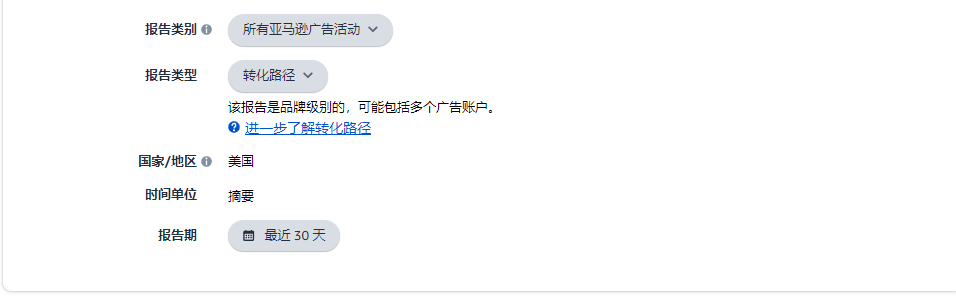 报告类别 所有亚马逊广告活动
报告类型 转化路径
该报告是品牌级别的，可能包括多个广告账户。
进一步了解转化路径
国家/地区 美国
时间单位 摘要
报告期 最近 30 天